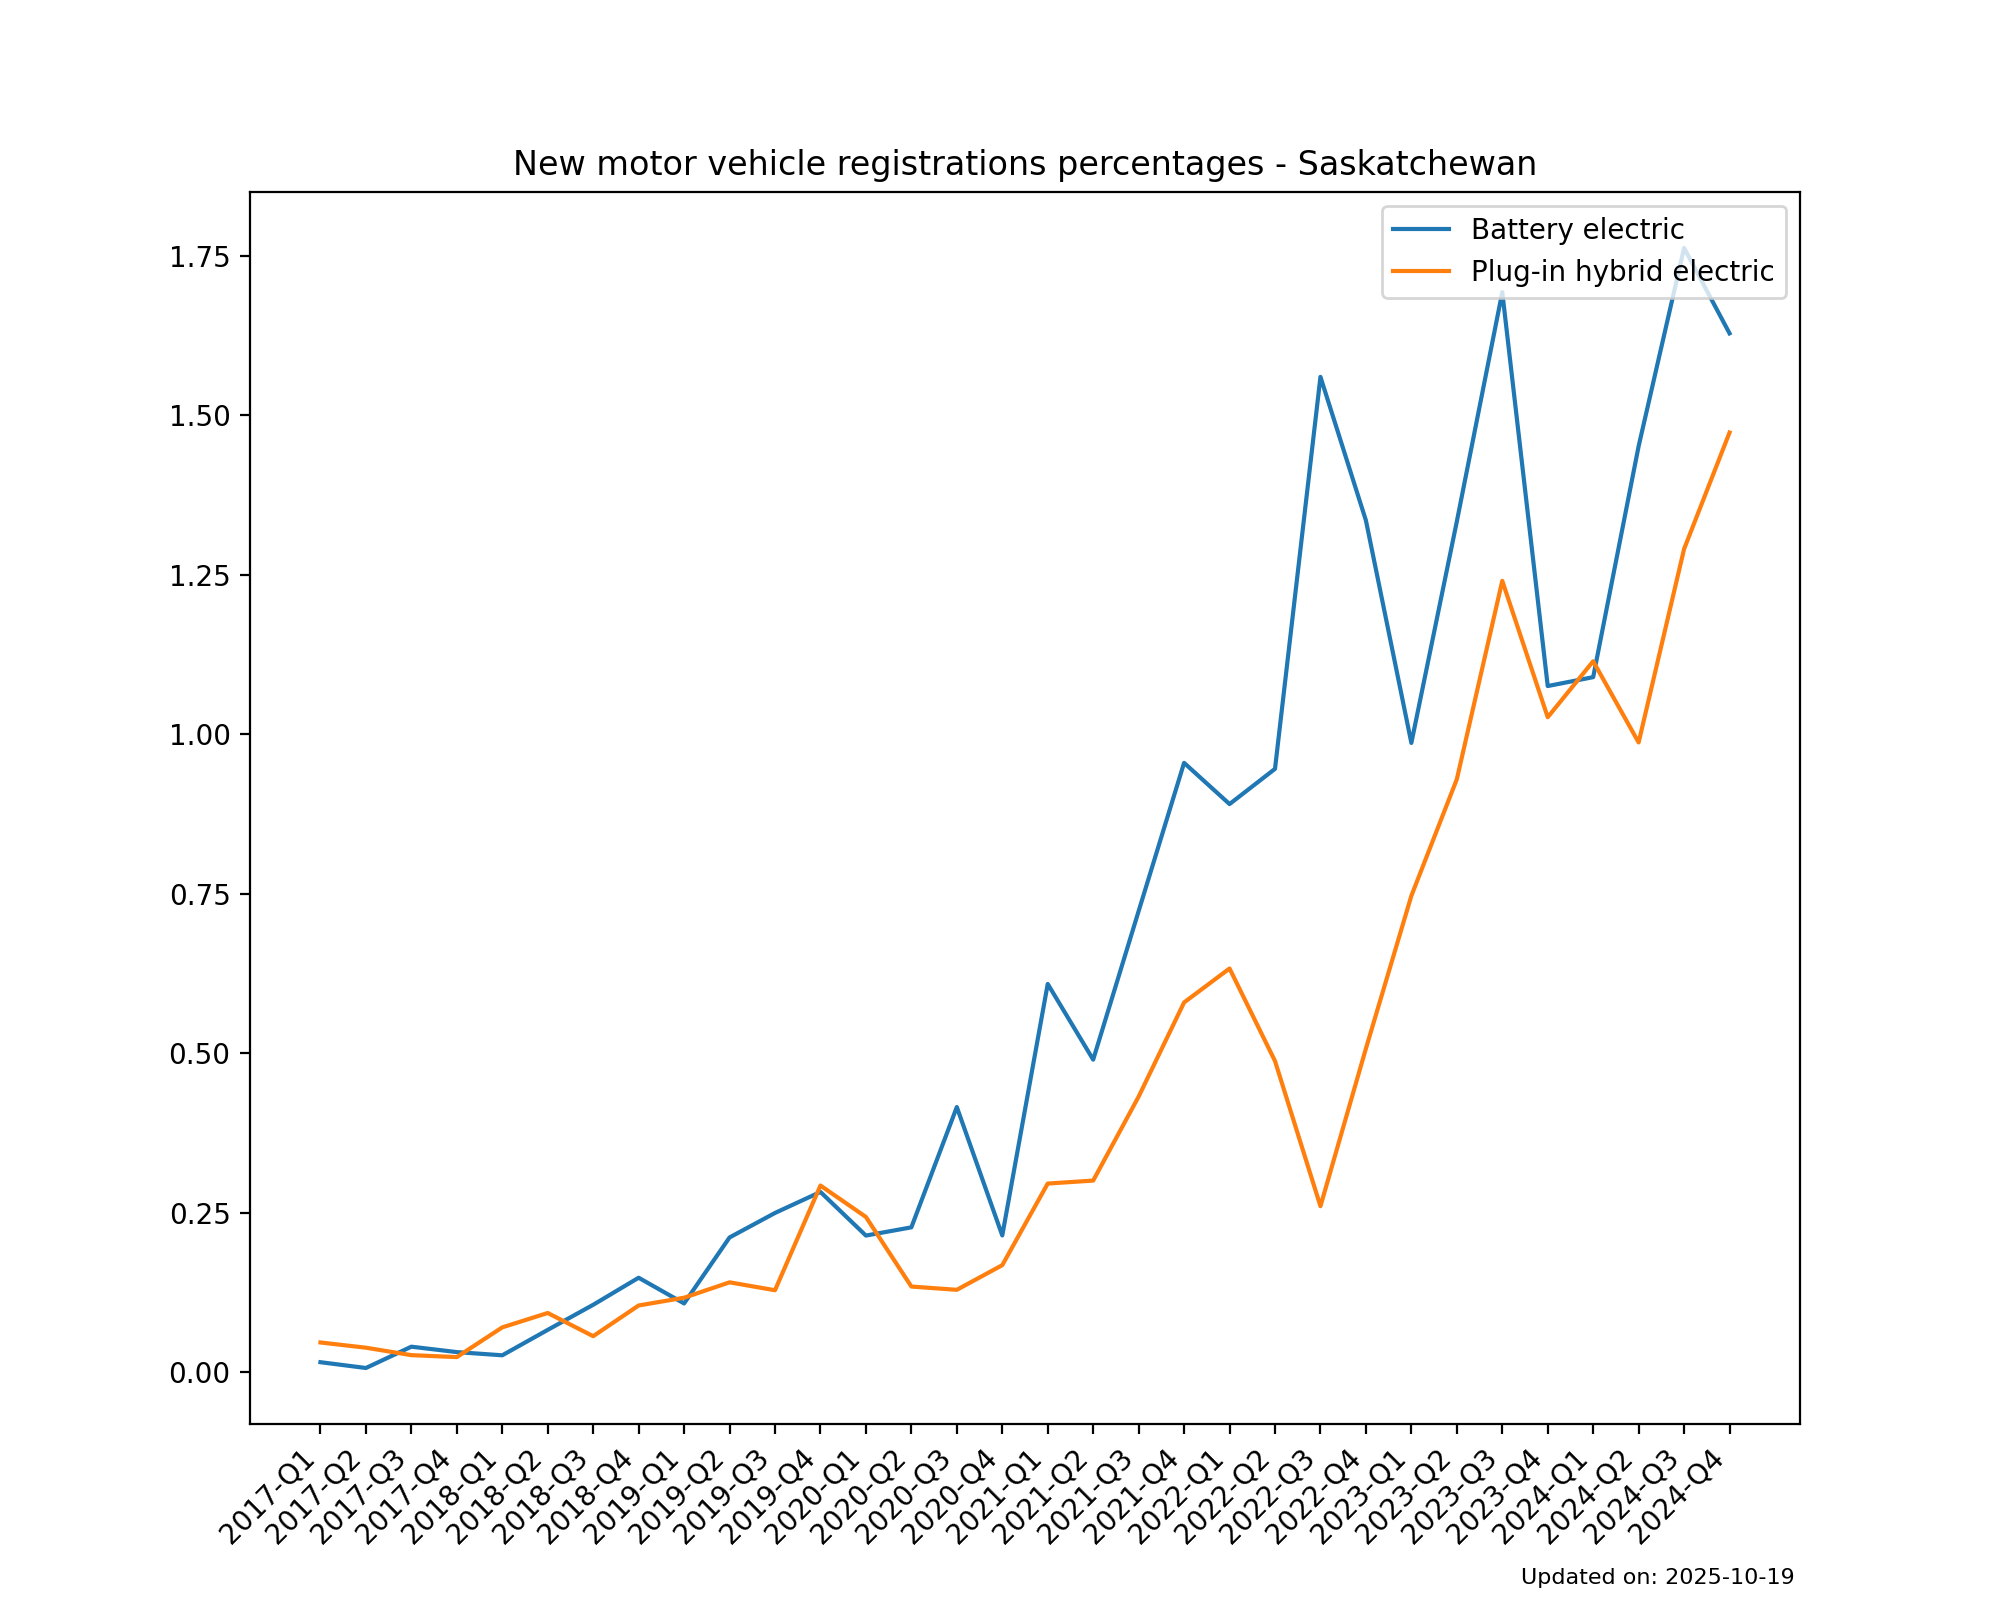 New motor vehicle registrations percentages - Saskatchewan
Battery electric
Plug-in hybrid electric
1.75
1.50
1.25
1.00
0.75
0.50
0.25
0.00
2017-Q1
2017-Q2
2017-Q3
2017-Q4
2018-Q1
2018-Q2
2018-Q3
2018-Q4
2019-Q1
2019-Q2
2019-Q3
2019-Q4
2020-Q1
2020-Q2
2020-Q3
2020-Q4
2021-Q1
2021-Q2
2021-Q3
2021-Q4
2022-Q1
2022-Q2
2022-Q3
2022-Q4
2023-Q1
2023-Q2
2023-Q3
2023-Q4
2024-Q1
2024-Q2
2024-Q3
2024-Q4
Updated on: 2025-10-19